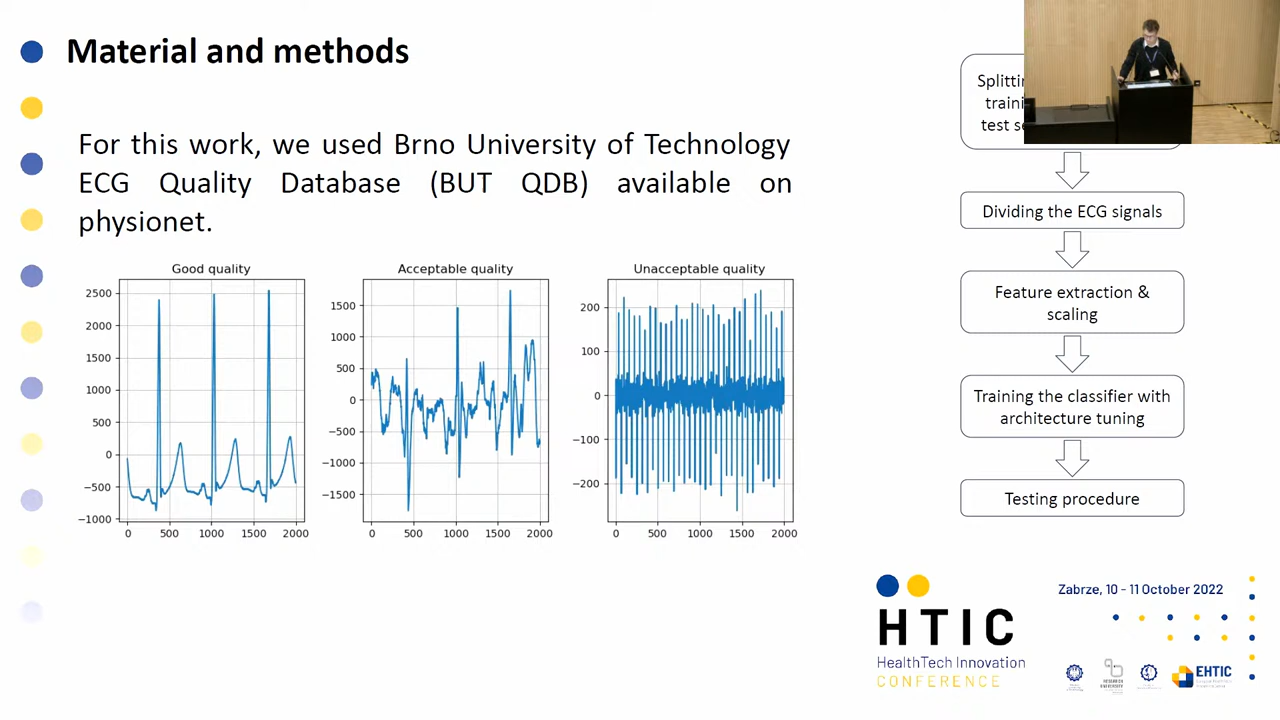 Material and methods
For this work, we used Brno University of Technology
ECG Quality Database (BUT QDB) available on
physionet.
Good quality
2500
2000
1500
1000
500
0
−500
−1000
0 500 1000 1500 2000
Acceptable quality
1500
1000
500
0
−500
−1000
−1500
0 500 1000 1500 2000
Unacceptable quality
200
100
0
−100
−200
0 500 1000 1500 2000
Dividing the ECG signals
Feature extraction &
scaling
Training the classifier with
architecture tuning
Testing procedure
Zabrze, 10 - 11 October 2022
HTIC
HealthTech Innovation
CONFERENCE
EHTIC